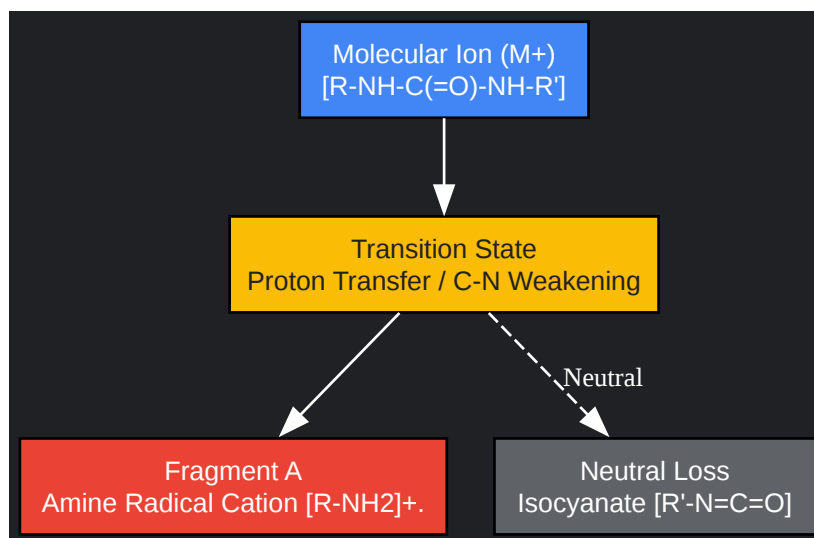 Molecular Ion (M+)
[R-NH-C(=O)-NH-R']
Transition State
Proton Transfer / C-N Weakening
Neutral
Fragment A
Amine Radical Cation [R-NH2]+.
Neutral Loss
Isocyanate [R'-N=C=O]